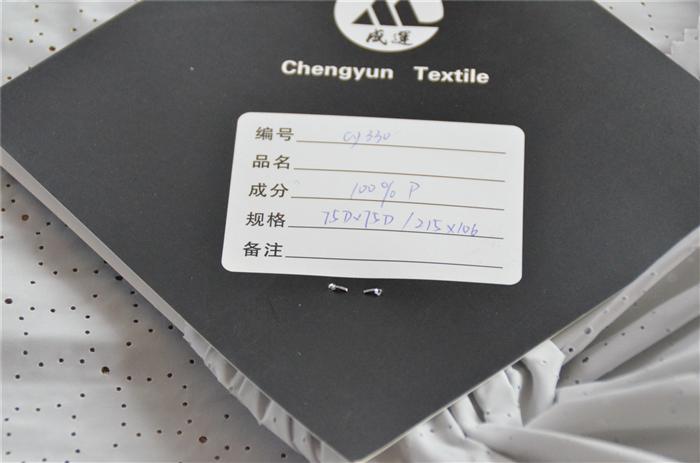 成運
Chengyun Textile
编号 cy330
品名
成分 100% P
规格 75D×75D / 215×106
备注